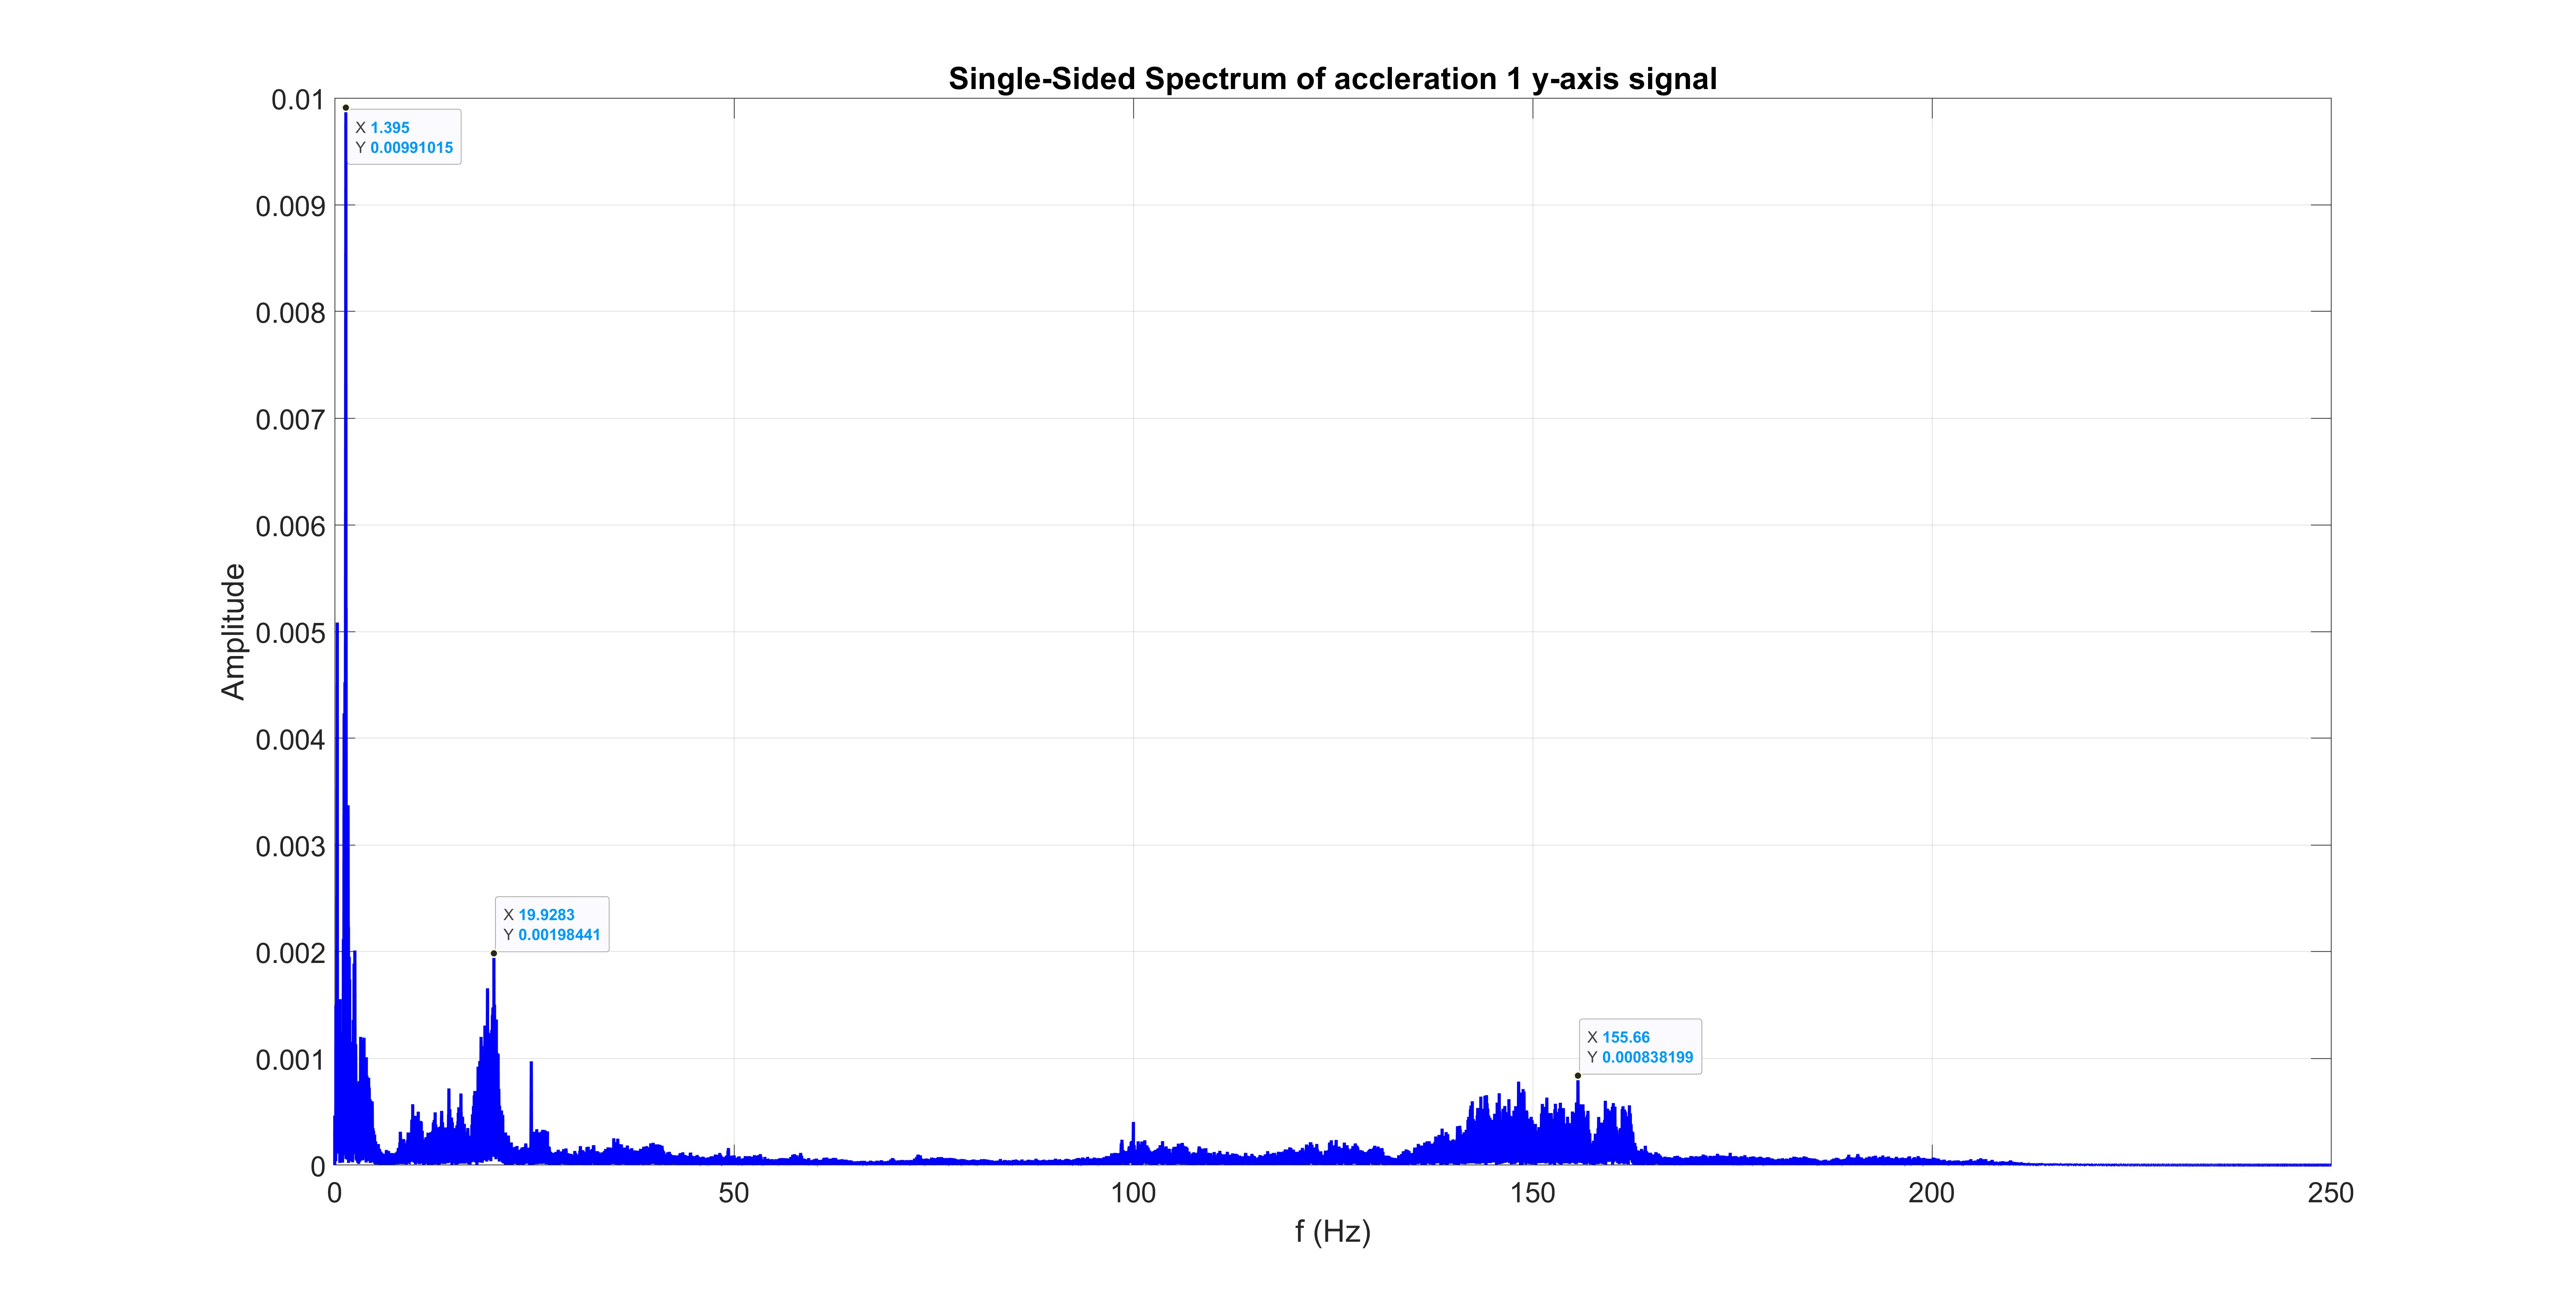 Single-Sided Spectrum of accleration 1 y-axis signal
0.01
0.009
0.008
0.007
0.006
0.005
0.004
0.003
0.002
0.001
0
Amplitude
X 1.395
Y 0.00991015
X 19.9283
Y 0.00198441
X 155.66
Y 0.000838199
0 50 100 150 200 250
f (Hz)